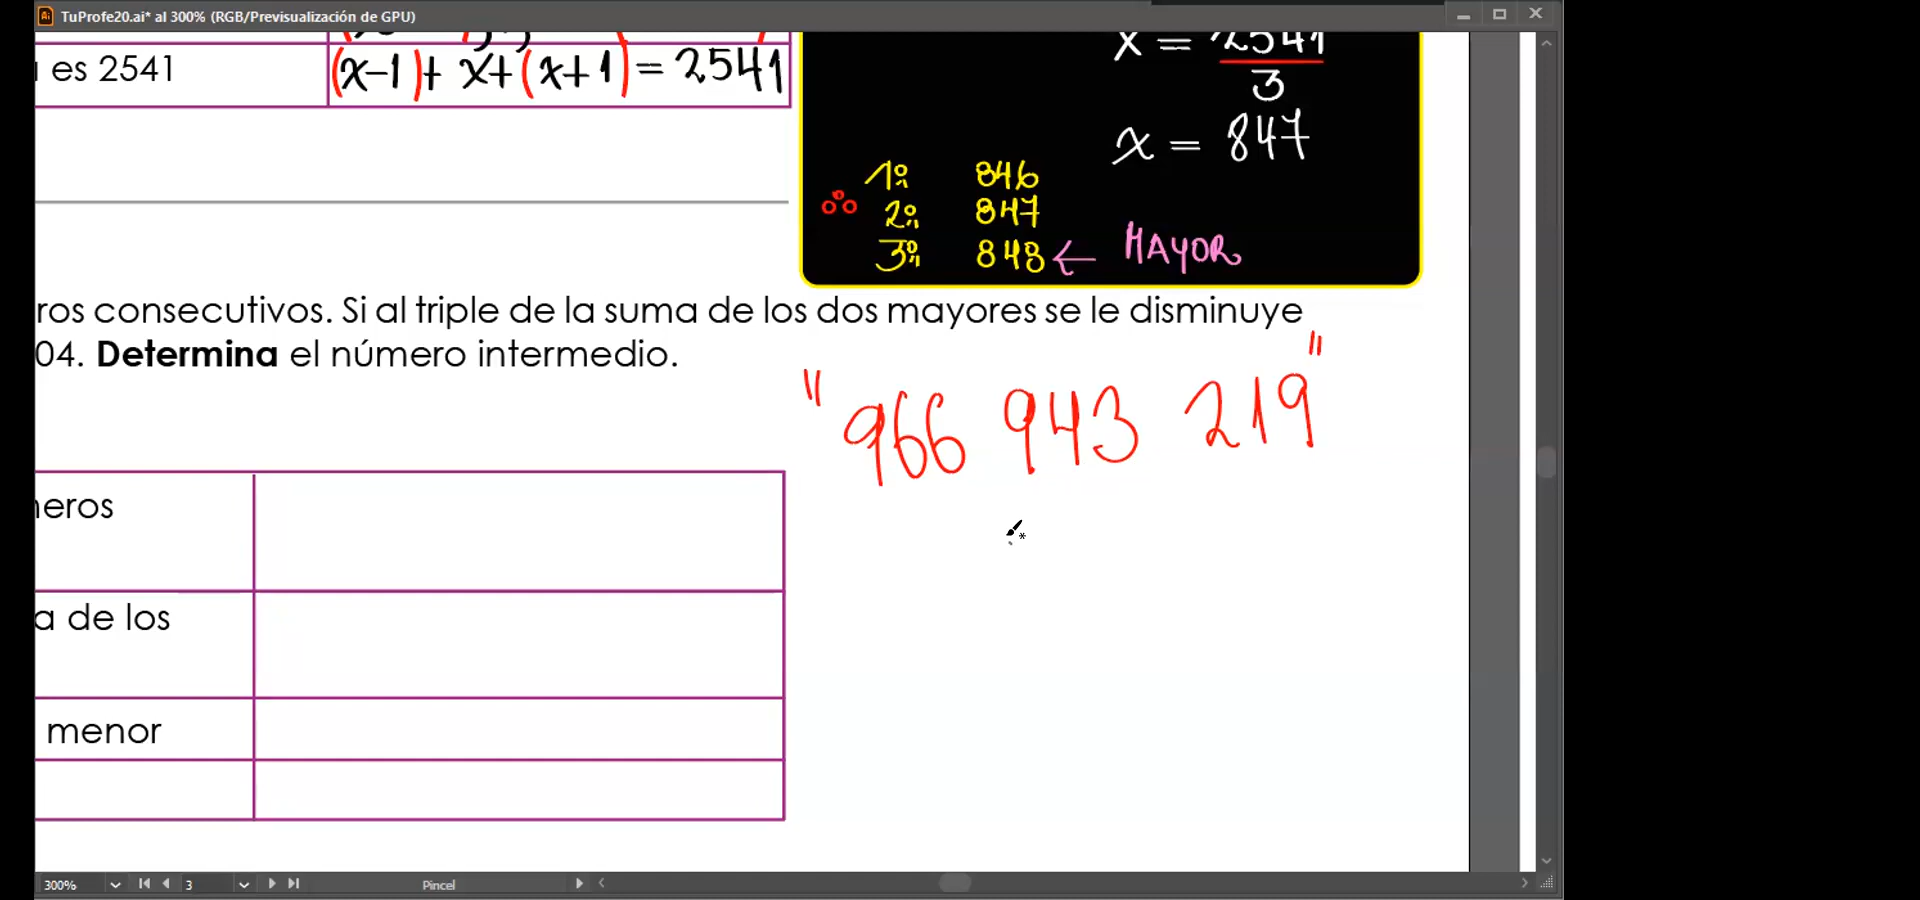 TuProfe20.ai* al 300% (RGB/Previsualización de GPU)
es 2541
(x-1)+ x+(x+1)=2541
x = 2541
3
x = 847
1º: 846
2º: 847
3º: 848 ← MAYOR
ros consecutivos. Si al triple de la suma de los dos mayores se le disminuye
04. Determina el número intermedio.
"966 943 219"
neros
a de los
menor
300%
3
Pincel